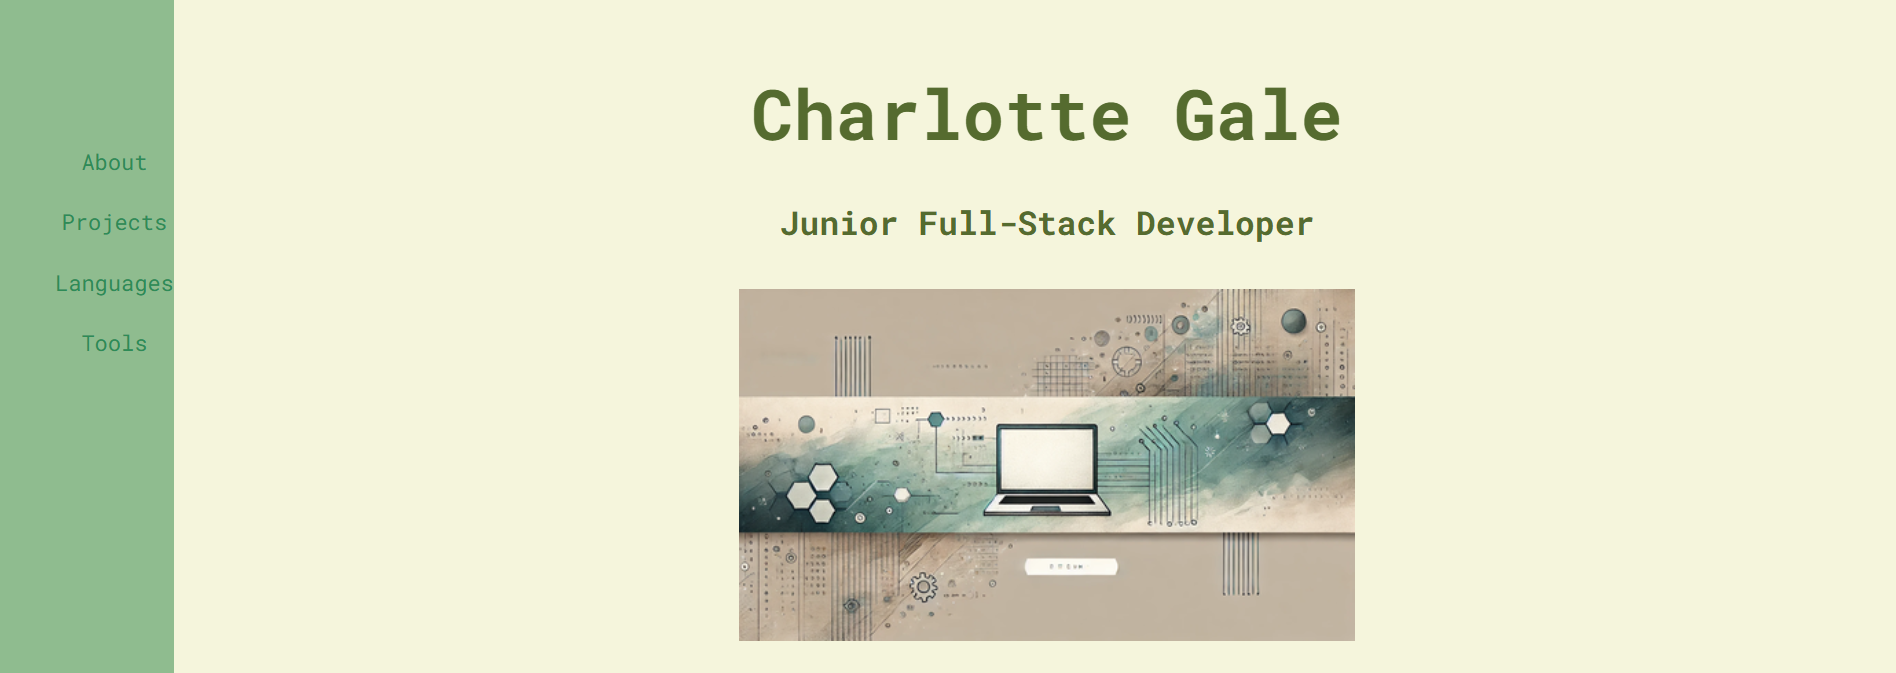 About
Projects
Languages
Tools
Charlotte Gale
Junior Full-Stack Developer